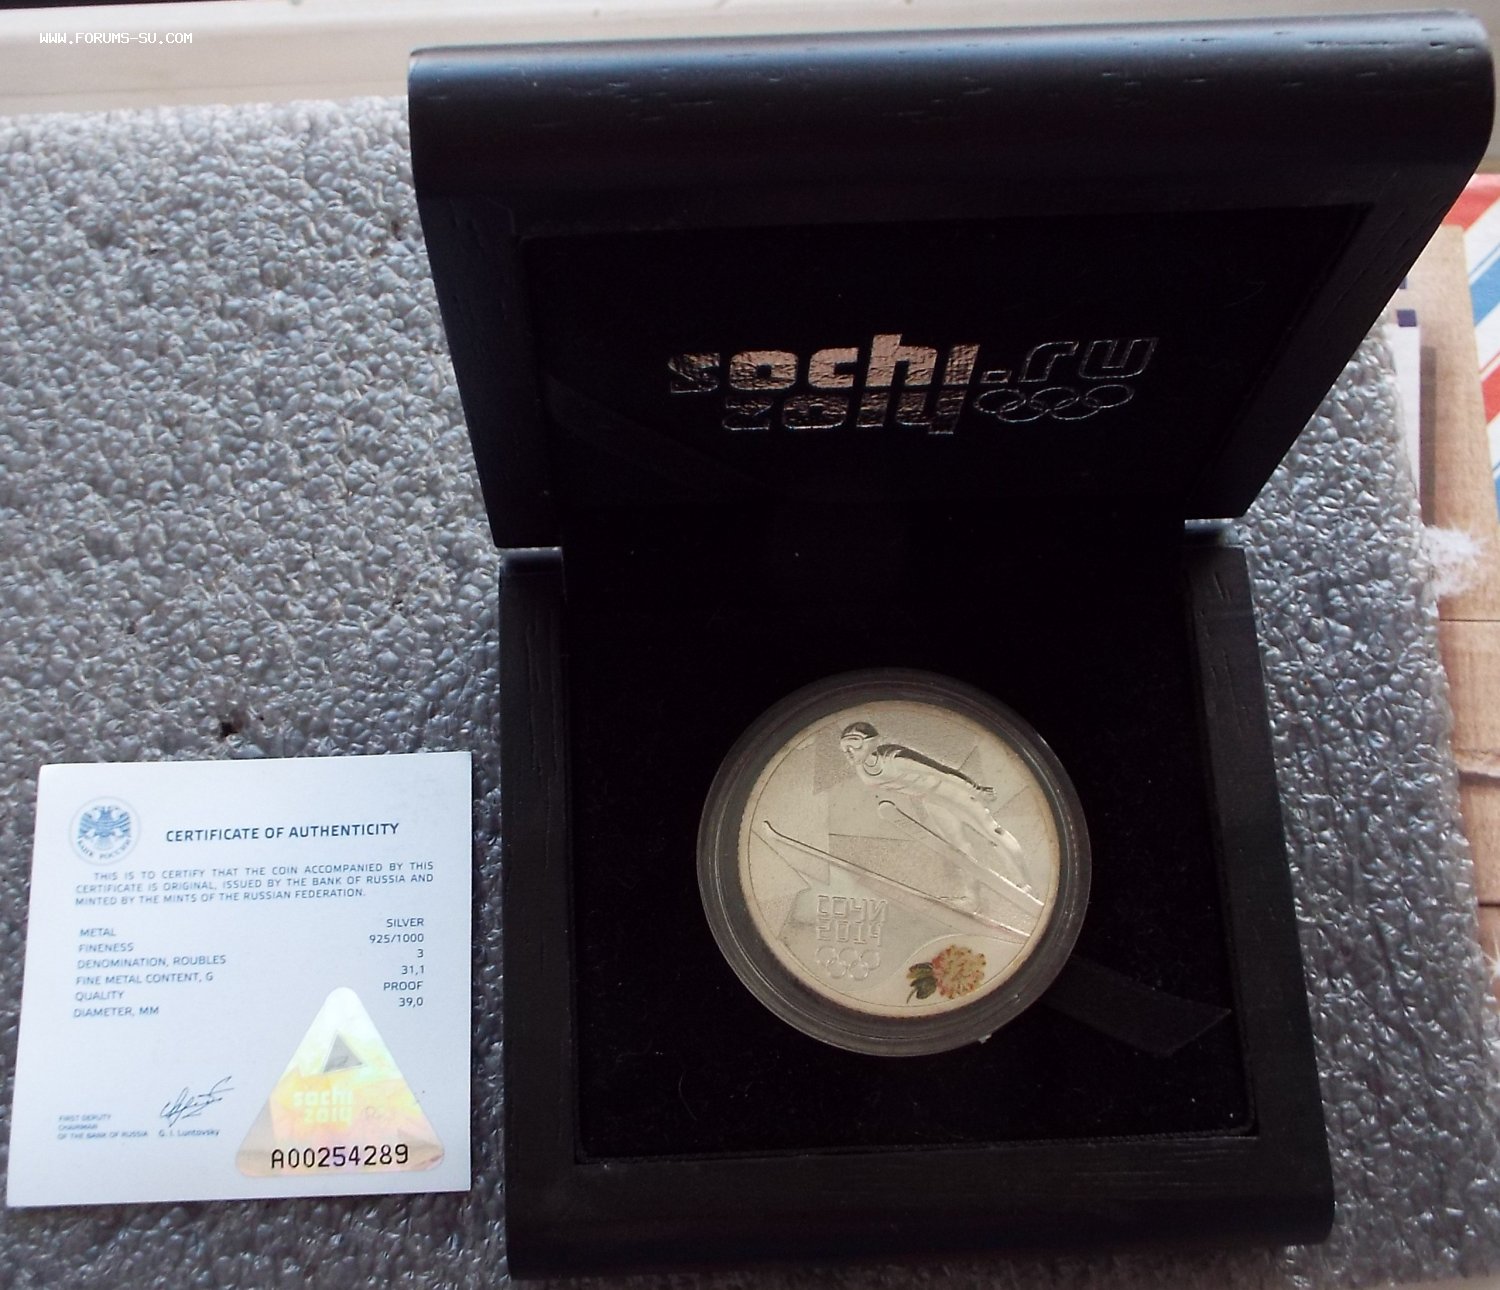 WWW.FORUMS-SU.COM
sochi.ru
2014
БАНК РОССИИ
CERTIFICATE OF AUTHENTICITY
THIS IS TO CERTIFY THAT THE COIN ACCOMPANIED BY THIS
CERTIFICATE IS ORIGINAL, ISSUED BY THE BANK OF RUSSIA AND
MINTED BY THE MINTS OF THE RUSSIAN FEDERATION.
METAL SILVER
FINENESS 925/1000
DENOMINATION, ROUBLES 3
FINE METAL CONTENT, G 31,1
QUALITY PROOF
DIAMETER, MM 39,0
sochi
2014
FIRST DEPUTY
CHAIRMAN
OF THE BANK OF RUSSIA G. I. Luntovsky
A00254289
СОЧИ
2014